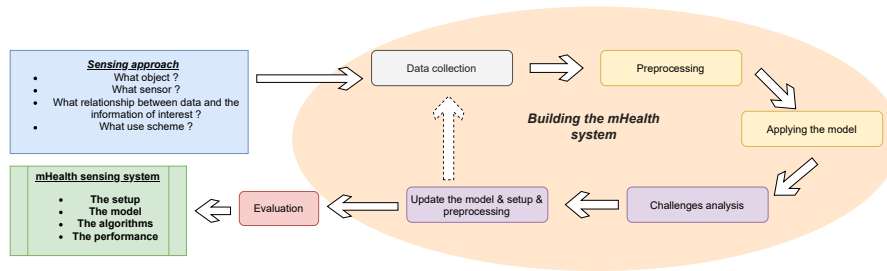 Sensing approach
• What object ?
• What sensor ?
• What relationship between data and the
information of interest ?
• What use scheme ?
Data collection
Preprocessing
Building the mHealth
system
Applying the model
mHealth sensing system
• The setup
• The model
• The algorithms
• The performance
Evaluation
Update the model & setup &
preprocessing
Challenges analysis